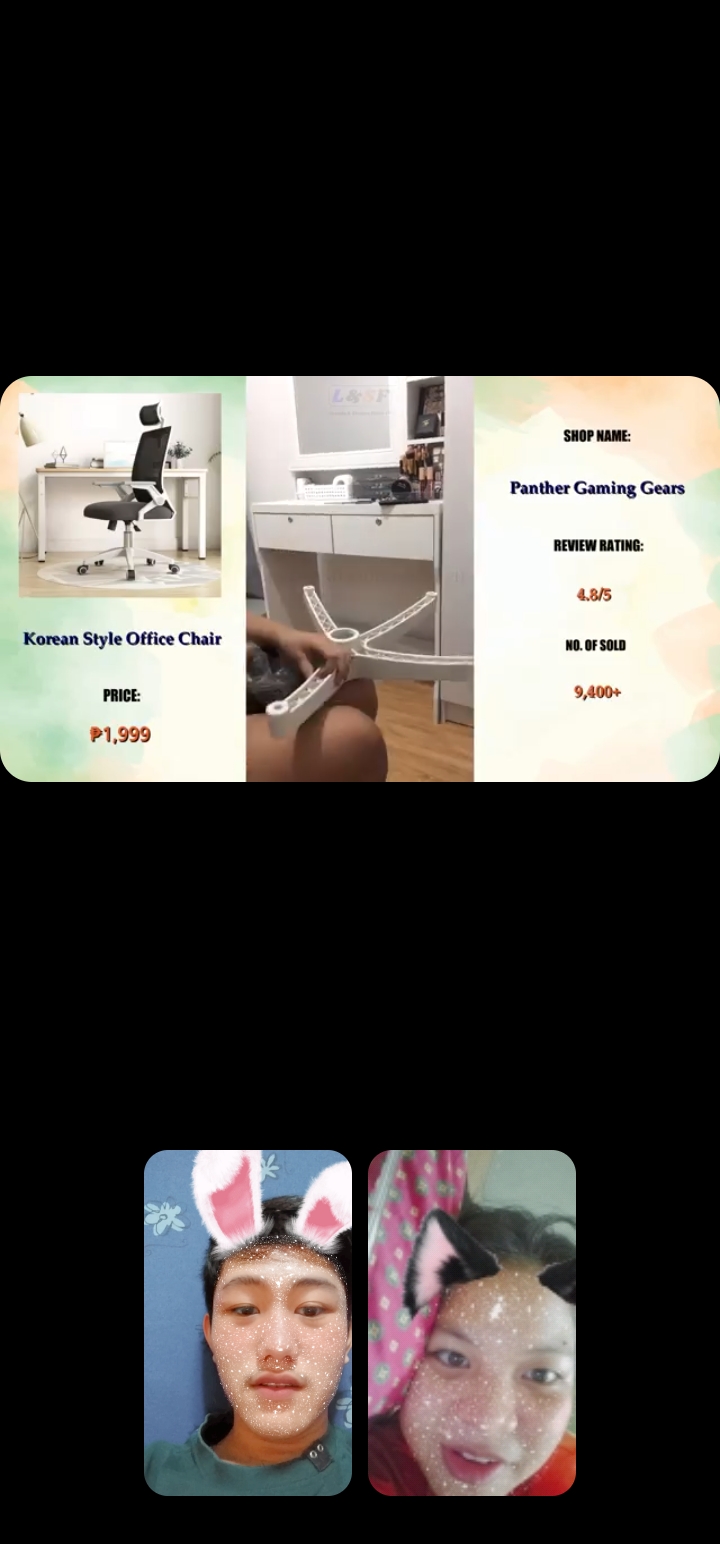 L&SF
SHOP NAME:
Panther Gaming Gears
REVIEW RATING:
4.8/5
NO. OF SOLD
9,400+
Korean Style Office Chair
PRICE:
₱1,999